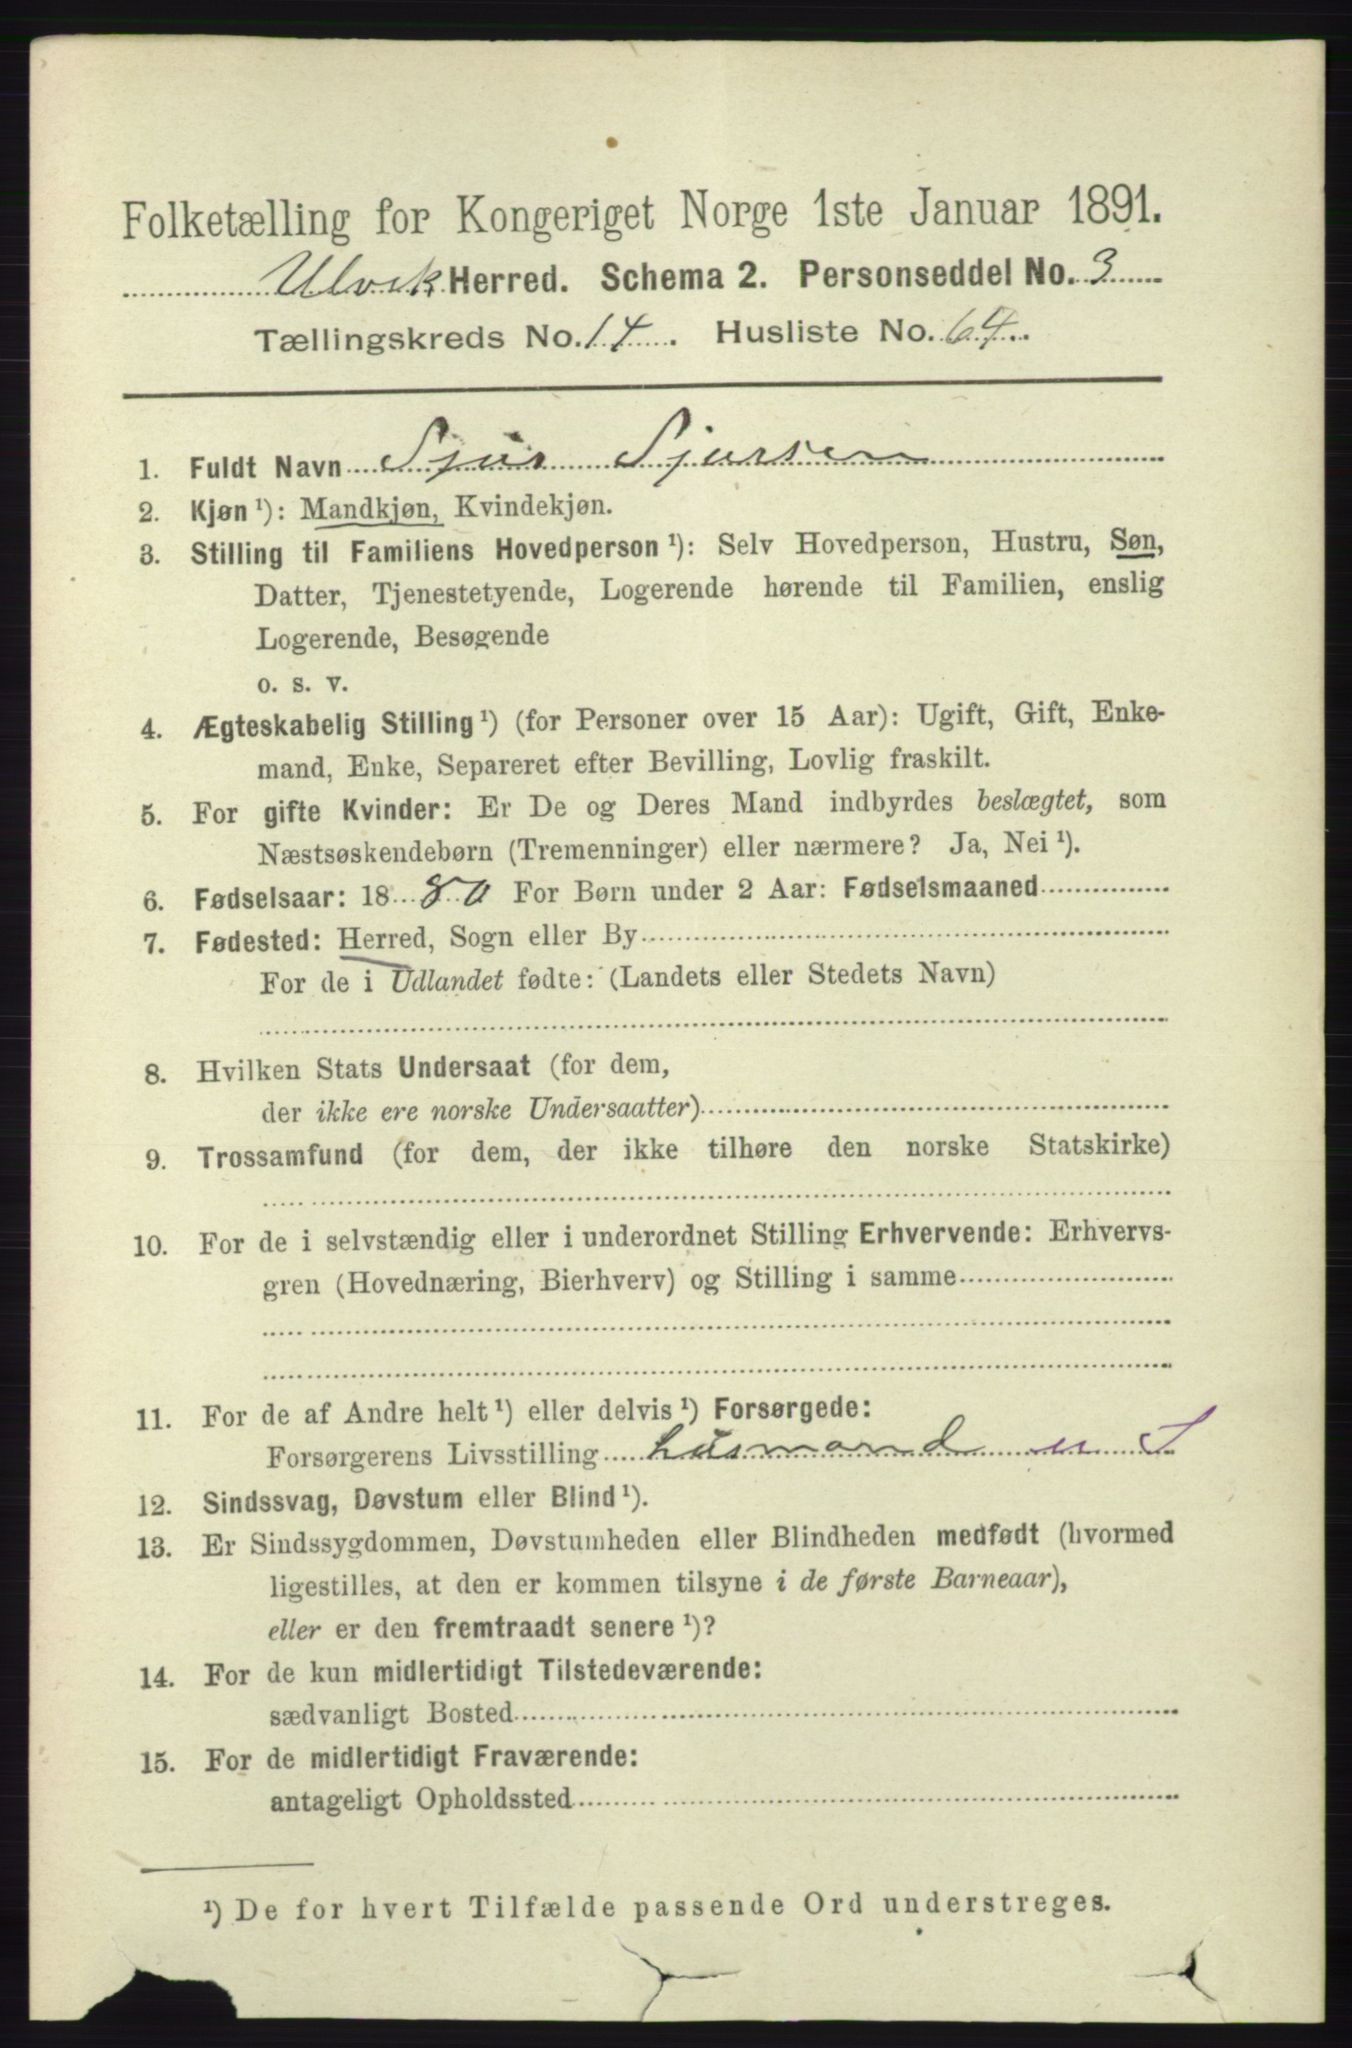 Folketælling for Kongeriget Norge 1ste Januar 1891.
Ulvik Herred. Schema 2. Personseddel No. 3
Tællingskreds No. 14. Husliste No. 64.
1. Fuldt Navn Sjur Sjursen
2. Kjøn ¹): Mandkjøn, Kvindekjøn.
3. Stilling til Familiens Hovedperson ¹): Selv Hovedperson, Hustru, Søn,
Datter, Tjenestetyende, Logerende hørende til Familien, enslig
Logerende, Besøgende
o. s. v.
4. Ægteskabelig Stilling ¹) (for Personer over 15 Aar): Ugift, Gift, Enke-
mand, Enke, Separeret efter Bevilling, Lovlig fraskilt.
5. For gifte Kvinder: Er De og Deres Mand indbyrdes beslægtet, som
Næstsøskendebørn (Tremenninger) eller nærmere? Ja, Nei ¹).
6. Fødselsaar: 18 80 For Børn under 2 Aar: Fødselsmaaned
7. Fødested: Herred, Sogn eller By
For de i Udlandet fødte: (Landets eller Stedets Navn)
8. Hvilken Stats Undersaat (for dem,
der ikke ere norske Undersaatter)
9. Trossamfund (for dem, der ikke tilhøre den norske Statskirke)
10. For de i selvstændig eller i underordnet Stilling Erhvervende: Erhvervs-
gren (Hovednæring, Bierhverv) og Stilling i samme
11. For de af Andre helt ¹) eller delvis ¹) Forsørgede:
Forsørgerens Livsstilling husmand
12. Sindssvag, Døvstum eller Blind ¹).
13. Er Sindssygdommen, Døvstumheden eller Blindheden medfødt (hvormed
ligestilles, at den er kommen tilsyne i de første Barneaar),
eller er den fremtraadt senere ¹)?
14. For de kun midlertidigt Tilstedeværende:
sædvanligt Bosted
15. For de midlertidigt Fraværende:
antageligt Opholdssted
¹) De for hvert Tilfælde passende Ord understreges.